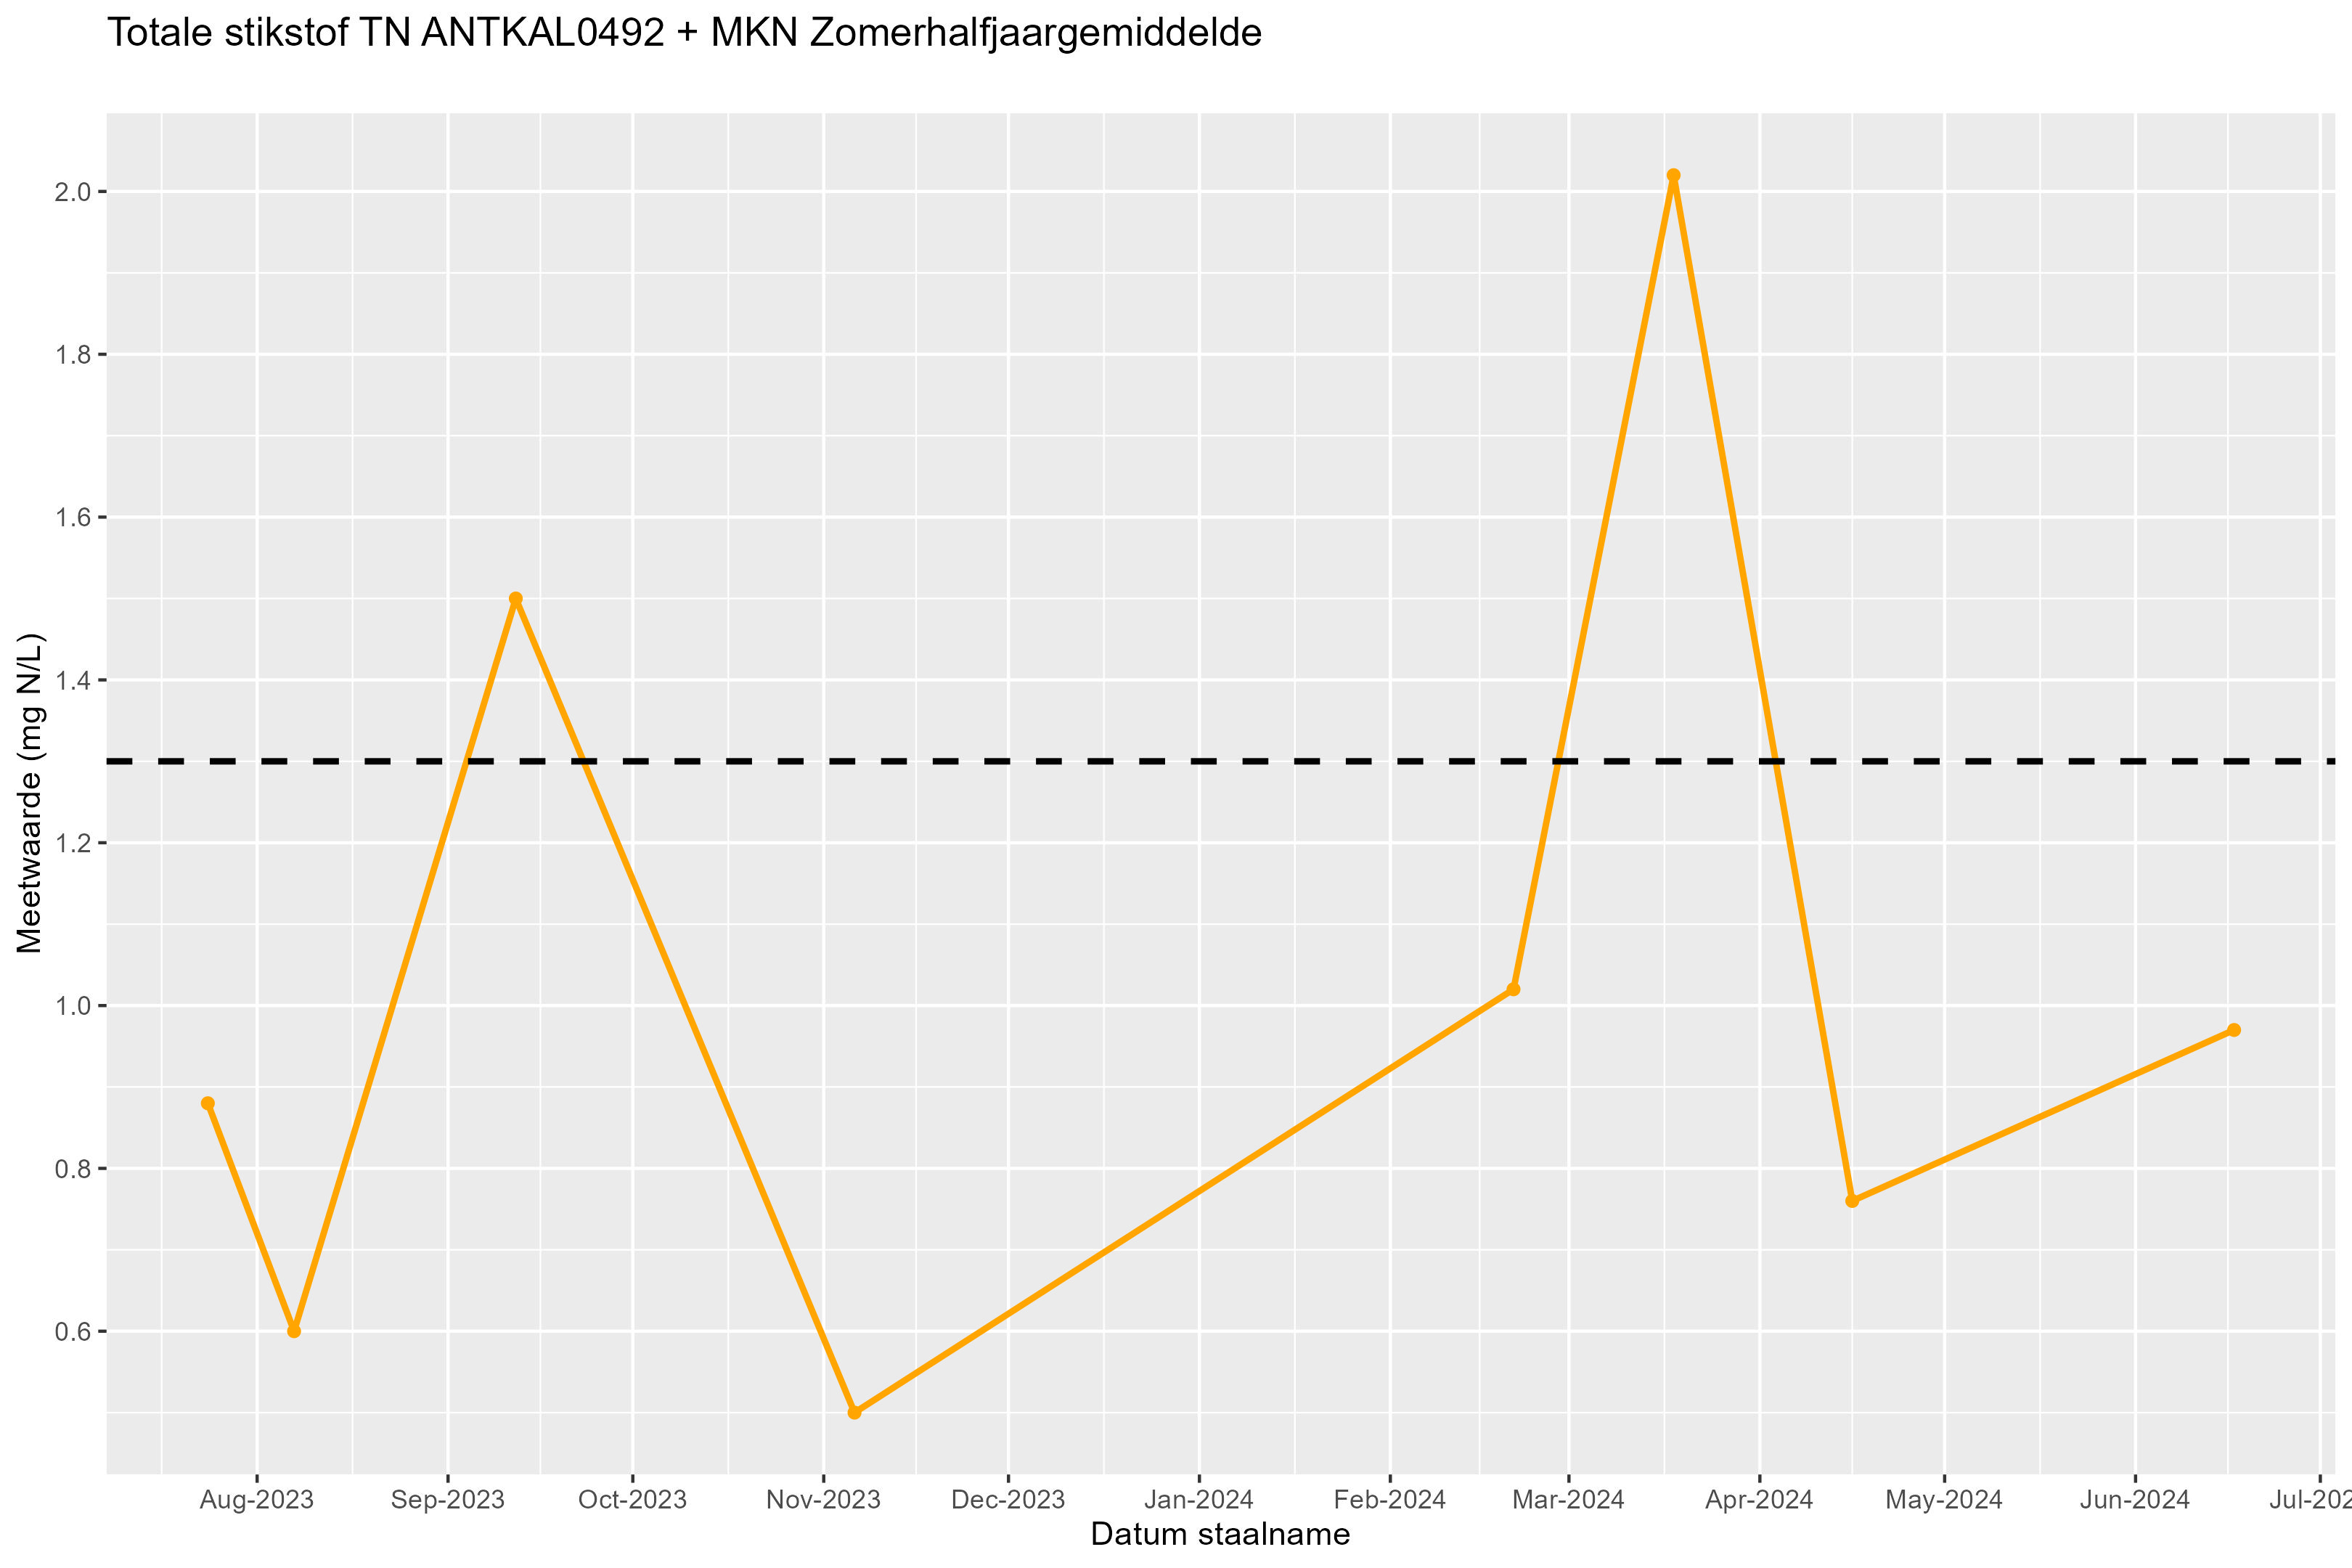 Totale stikstof TN ANTKAL0492 + MKN Zomerhalfjaargemiddelde
Meetwaarde (mg N/L)
2.0
1.8
1.6
1.4
1.2
1.0
0.8
0.6
Aug-2023 Sep-2023 Oct-2023 Nov-2023 Dec-2023 Jan-2024 Feb-2024 Mar-2024 Apr-2024 May-2024 Jun-2024 Jul-202
Datum staalname